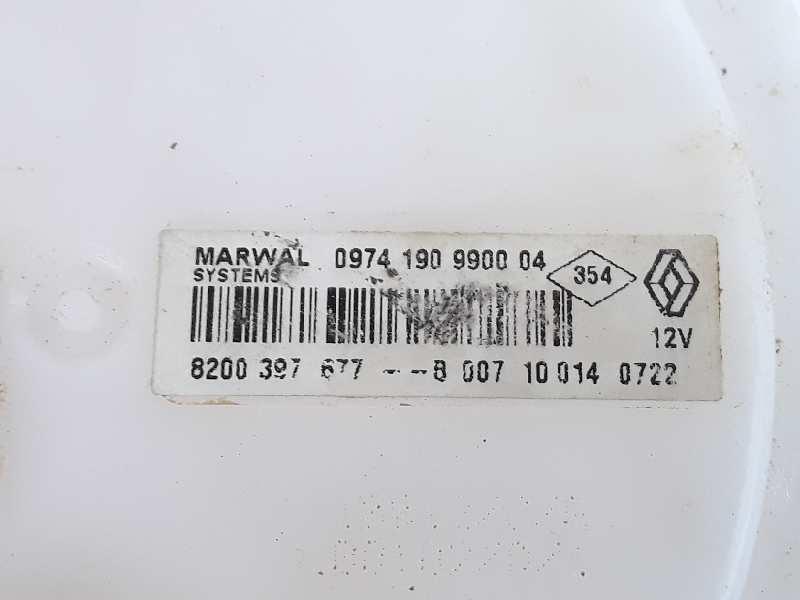 MARWAL 0974 190 9900 04 354
SYSTEMS
12V
8200 397 677 --B 007 10 014 0722